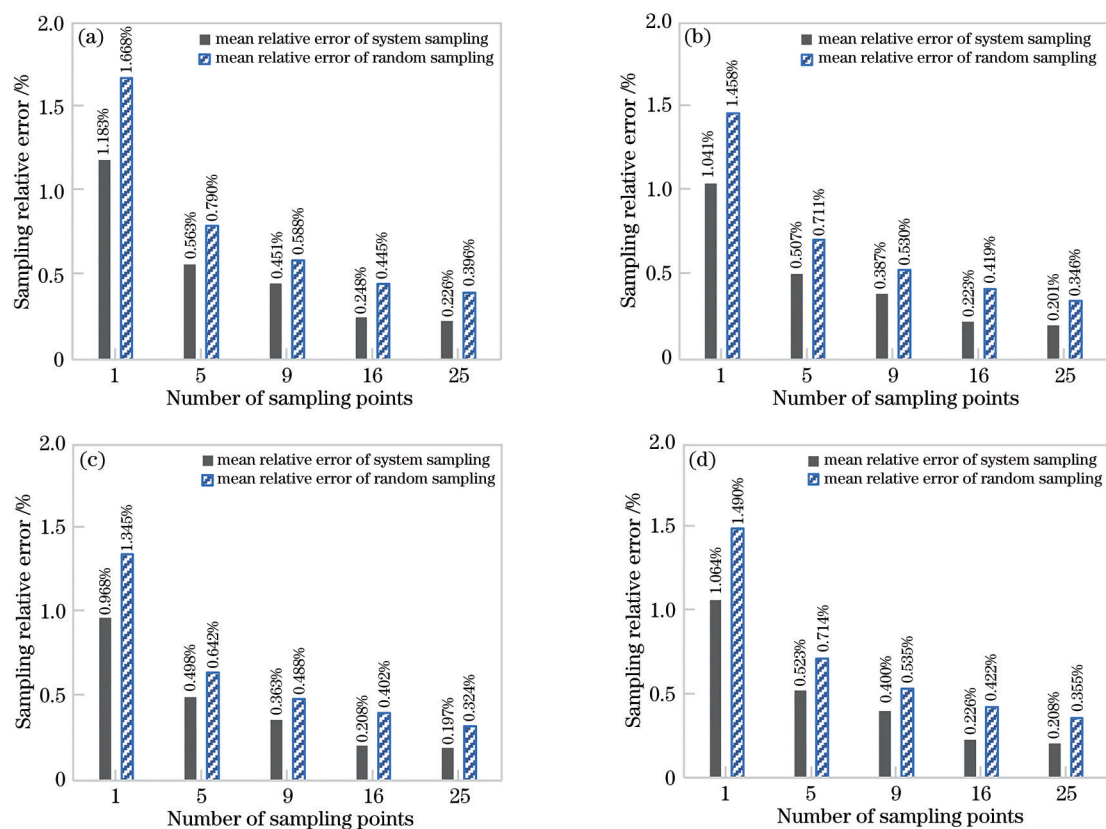 (a)
mean relative error of system sampling
mean relative error of random sampling
Sampling relative error /%
2.0
1.5
1.0
0.5
0
1.183%
1.668%
0.563%
0.790%
0.451%
0.588%
0.248%
0.445%
0.226%
0.396%
1 5 9 16 25
Number of sampling points
(b)
mean relative error of system sampling
mean relative error of random sampling
Sampling relative error /%
2.0
1.5
1.0
0.5
0
1.041%
1.458%
0.507%
0.711%
0.387%
0.530%
0.223%
0.419%
0.201%
0.346%
1 5 9 16 25
Number of sampling points
(c)
mean relative error of system sampling
mean relative error of random sampling
Sampling relative error /%
2.0
1.5
1.0
0.5
0
0.968%
1.345%
0.498%
0.642%
0.363%
0.488%
0.208%
0.402%
0.197%
0.324%
1 5 9 16 25
Number of sampling points
(d)
mean relative error of system sampling
mean relative error of random sampling
Sampling relative error /%
2.0
1.5
1.0
0.5
0
1.064%
1.490%
0.523%
0.714%
0.400%
0.535%
0.226%
0.422%
0.208%
0.355%
1 5 9 16 25
Number of sampling points